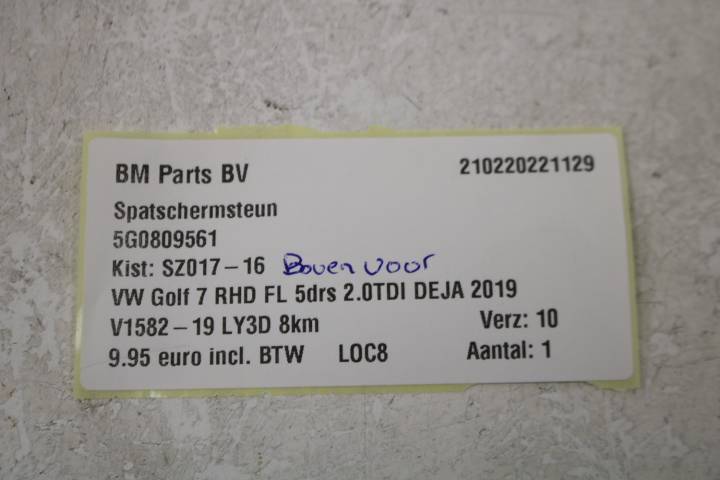 BM Parts BV 210220221129
Spatschermsteun
5G0809561
Kist: SZ017-16 Boven voor
VW Golf 7 RHD FL 5drs 2.0TDI DEJA 2019
V1582-19 LY3D 8km Verz: 10
9.95 euro incl. BTW LOC8 Aantal: 1